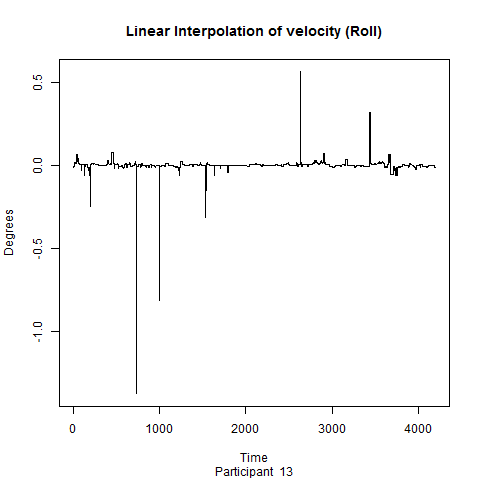 Linear Interpolation of velocity (Roll)
0.5
0.0
-0.5
-1.0
Degrees
0 1000 2000 3000 4000
Time
Participant 13